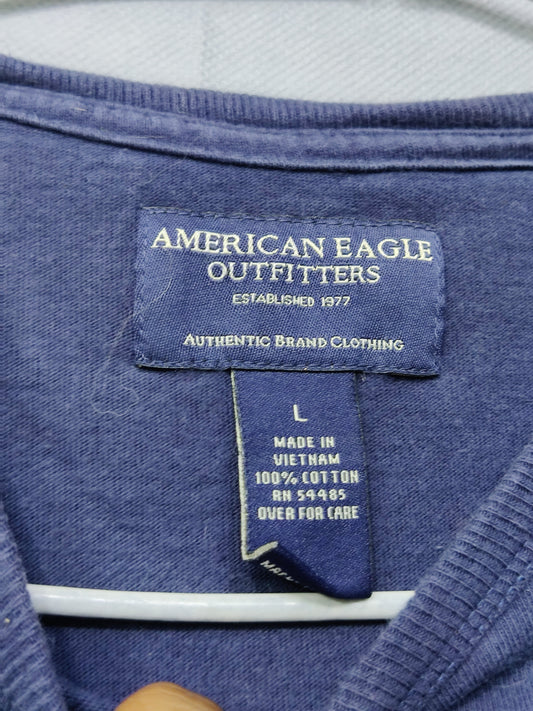 AMERICAN EAGLE
OUTFITTERS
ESTABLISHED 1977
AUTHENTIC BRAND CLOTHING
L
MADE IN
VIETNAM
100% COTTON
RN 54485
OVER FOR CARE